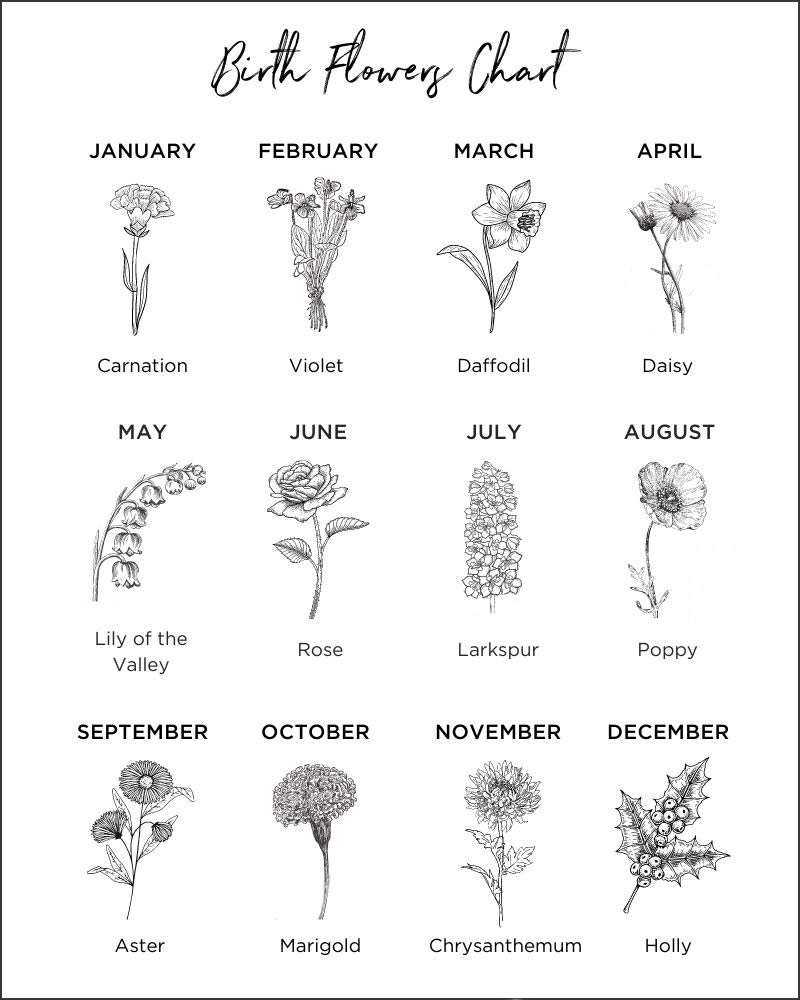 Birth Flowers Chart
JANUARY FEBRUARY MARCH APRIL
Carnation Violet Daffodil Daisy
MAY JUNE JULY AUGUST
Lily of the
Valley Rose Larkspur Poppy
SEPTEMBER OCTOBER NOVEMBER DECEMBER
Aster Marigold Chrysanthemum Holly